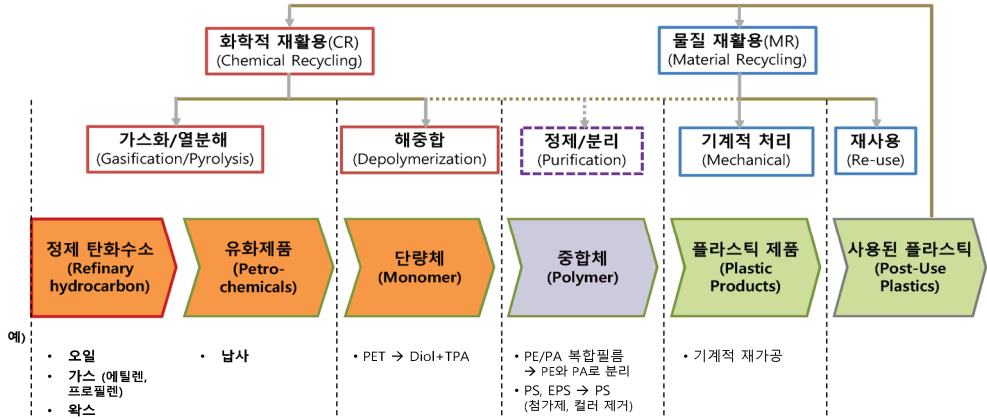 화학적 재활용(CR)
(Chemical Recycling)
물질 재활용(MR)
(Material Recycling)
가스화/열분해
(Gasification/Pyrolysis)
해중합
(Depolymerization)
정제/분리
(Purification)
기계적 처리
(Mechanical)
재사용
(Re-use)
정제 탄화수소
(Refinary
hydrocarbon)
유화제품
(Petro-
chemicals)
단량체
(Monomer)
중합체
(Polymer)
플라스틱 제품
(Plastic
Products)
사용된 플라스틱
(Post-Use
Plastics)
예)
• 오일
• 가스 (에틸렌,
프로필렌)
• 왁스
• 납사
• PET → Diol+TPA
• PE/PA 복합필름
→ PE와 PA로 분리
• PS, EPS → PS
(첨가제, 컬러 제거)
• 기계적 재가공